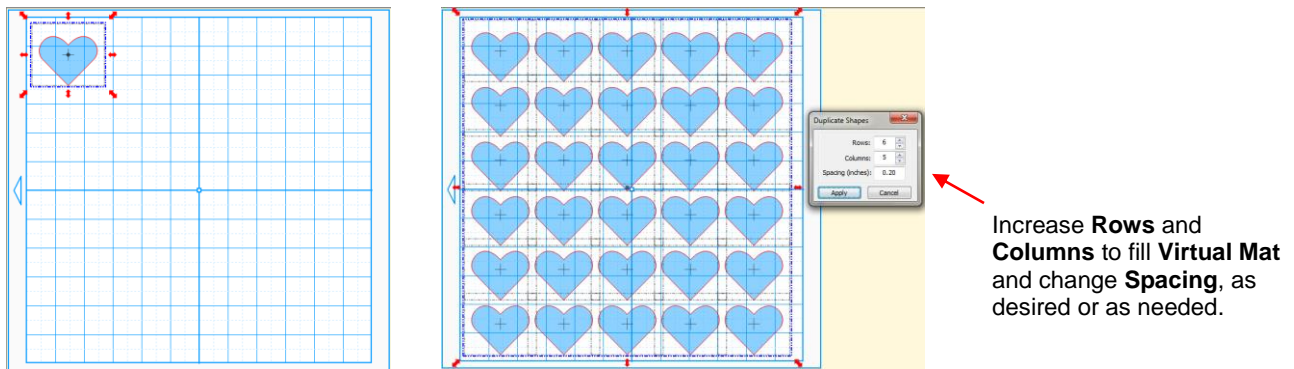 Duplicate Shapes
Rows: 6
Columns: 5
Spacing (inches): 0.20
Apply Cancel
Increase Rows and
Columns to fill Virtual Mat
and change Spacing, as
desired or as needed.